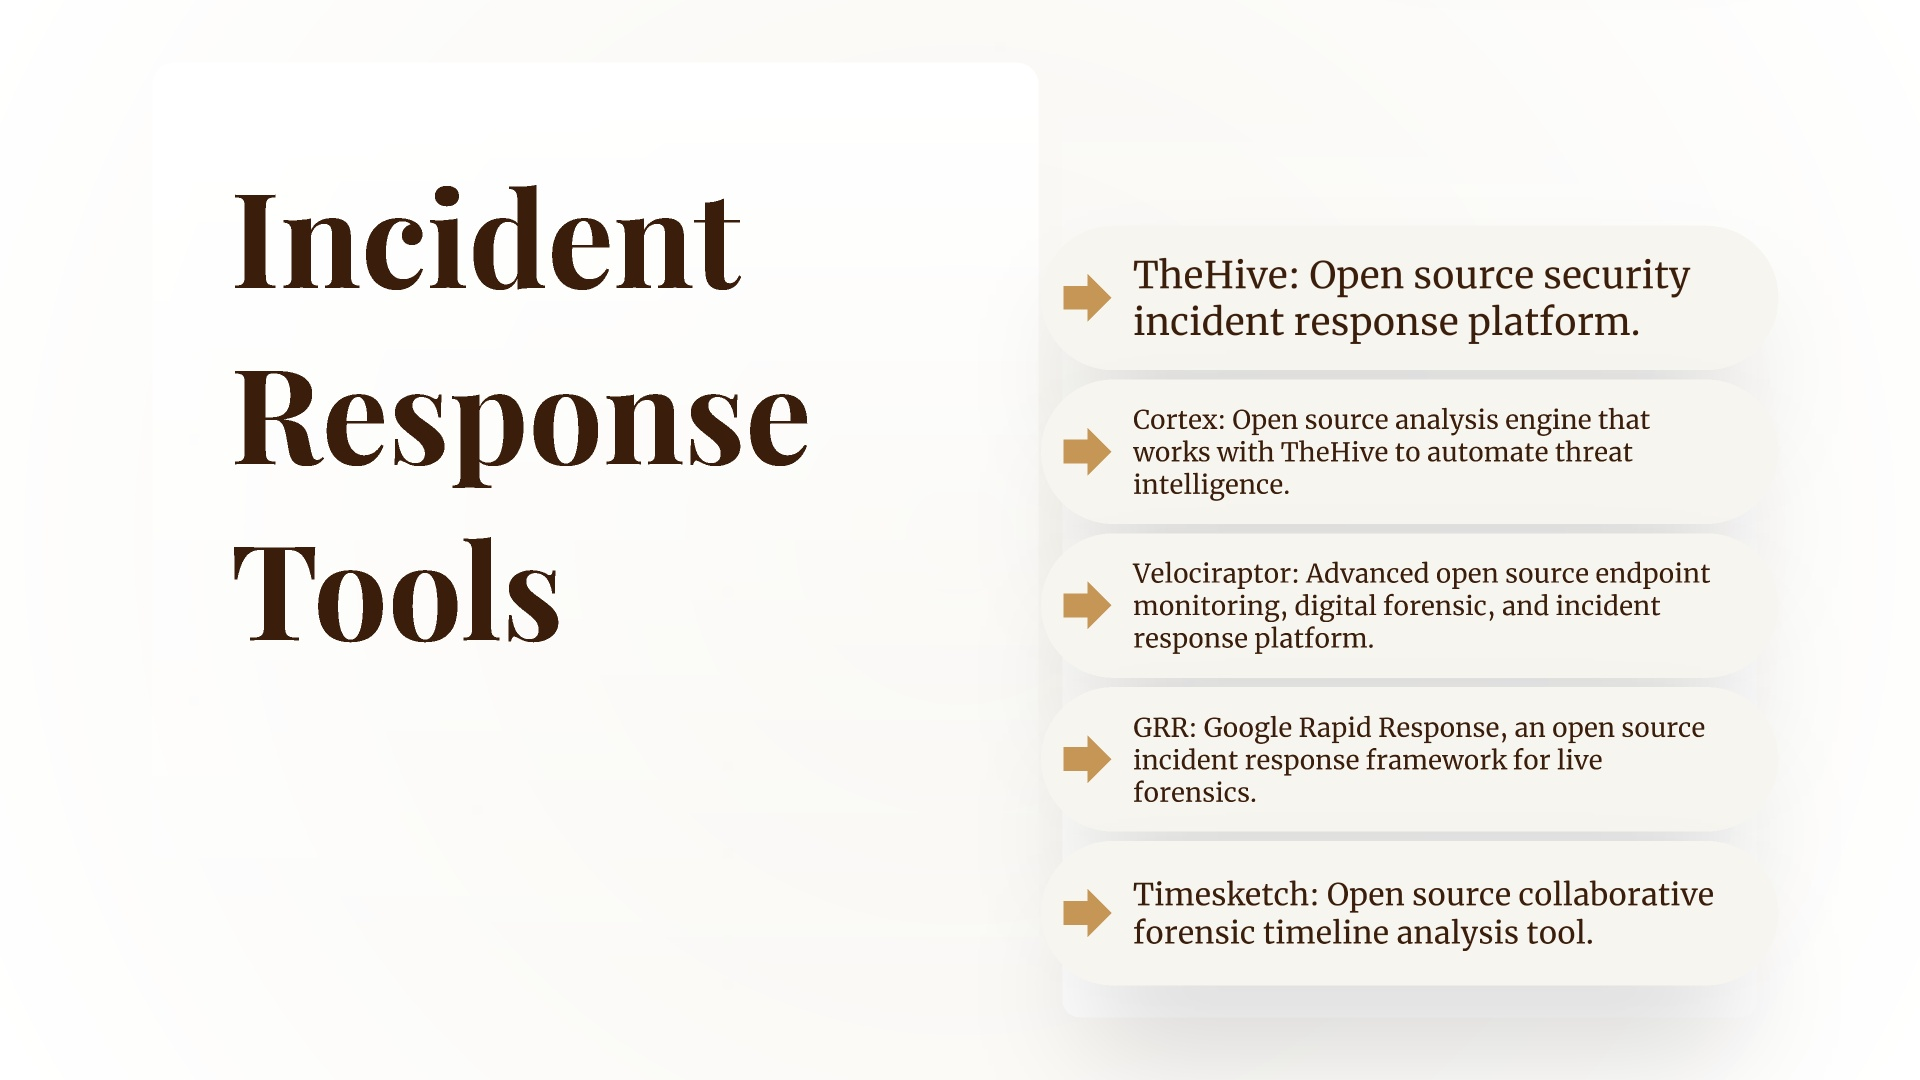 Incident
Response
Tools
TheHive: Open source security
incident response platform.
Cortex: Open source analysis engine that
works with TheHive to automate threat
intelligence.
Velociraptor: Advanced open source endpoint
monitoring, digital forensic, and incident
response platform.
GRR: Google Rapid Response, an open source
incident response framework for live
forensics.
Timesketch: Open source collaborative
forensic timeline analysis tool.